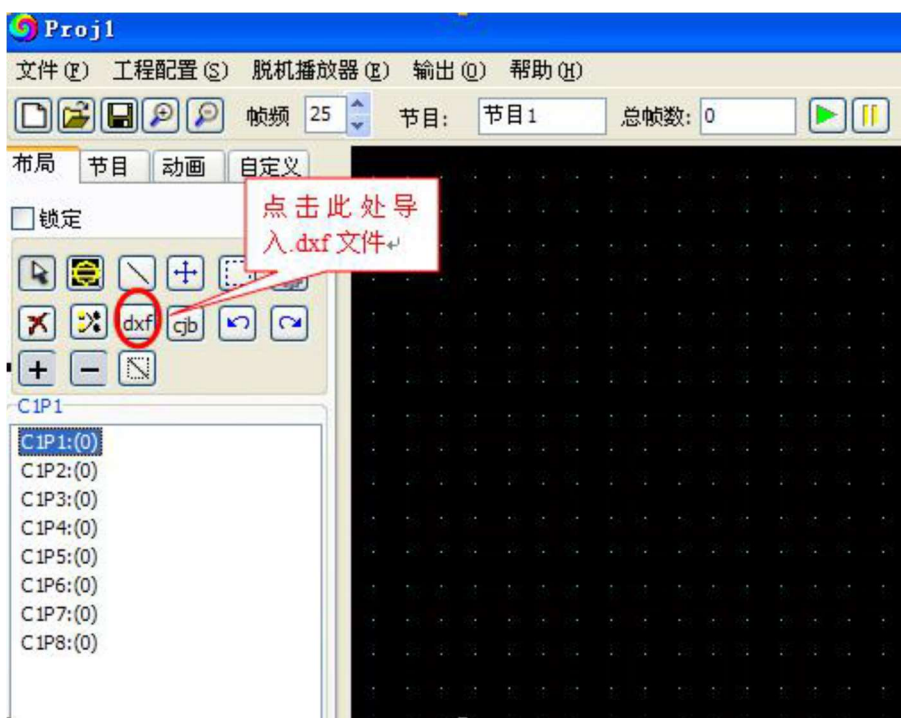 Proj1
文件(F) 工程配置(S) 脱机播放器(E) 输出(O) 帮助(H)
帧频 25 节目: 节目1 总帧数: 0
布局 节目 动画 自定义
锁定
点击此处导
入.dxf 文件↵
dxf cjb
C1P1
C1P1:(0)
C1P2:(0)
C1P3:(0)
C1P4:(0)
C1P5:(0)
C1P6:(0)
C1P7:(0)
C1P8:(0)